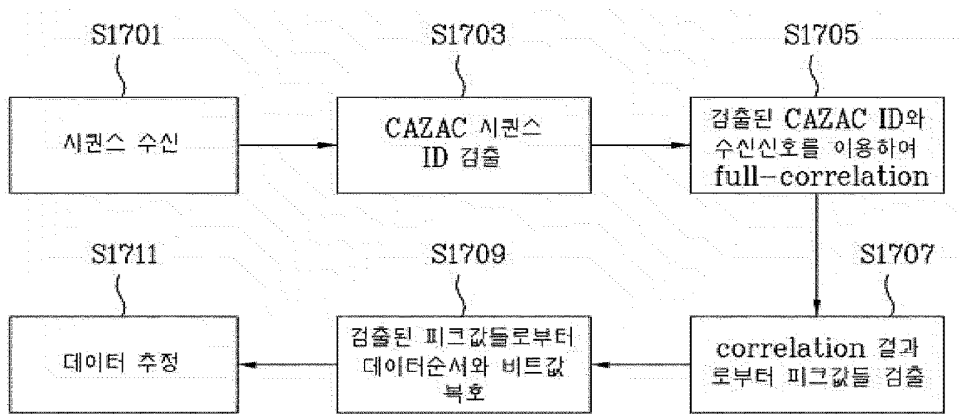 S1701
S1703
S1705
시퀀스 수신
CAZAC 시퀀스
ID 검출
검출된 CAZAC ID와
수신신호를 이용하여
full-correlation
S1711
S1709
S1707
데이터 추정
검출된 피크값들로부터
데이터순서와 비트값
복호
correlation 결과
로부터 피크값들 검출